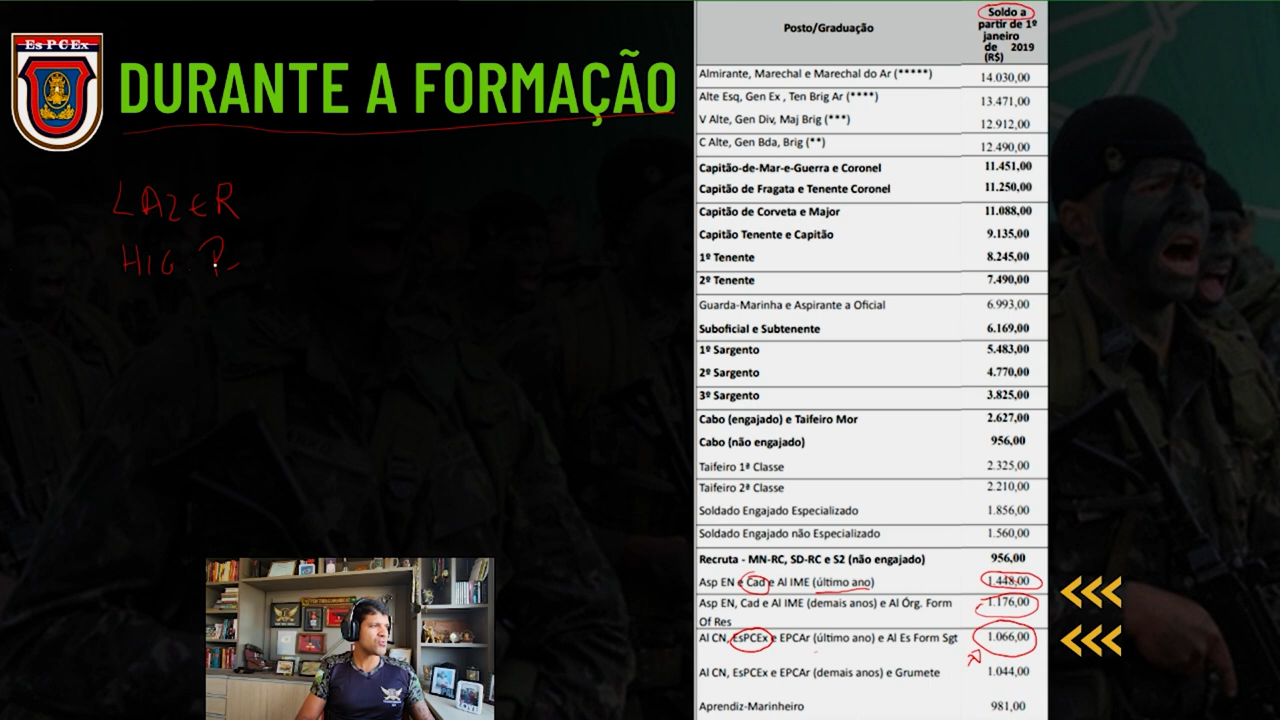 EsPCEx
DURANTE A FORMAÇÃO
LAZER
HIG P
Posto/Graduação
Soldo a
partir de 1º
janeiro
de 2019
(R$)
Almirante, Marechal e Marechal do Ar (*****) 14.030,00
Alte Esq, Gen Ex , Ten Brig Ar (****) 13.471,00
V Alte, Gen Div, Maj Brig (***) 12.912,00
C Alte, Gen Bda, Brig (**) 12.490,00
Capitão-de-Mar-e-Guerra e Coronel 11.451,00
Capitão de Fragata e Tenente Coronel 11.250,00
Capitão de Corveta e Major 11.088,00
Capitão Tenente e Capitão 9.135,00
1º Tenente 8.245,00
2º Tenente 7.490,00
Guarda-Marinha e Aspirante a Oficial 6.993,00
Suboficial e Subtenente 6.169,00
1º Sargento 5.483,00
2º Sargento 4.770,00
3º Sargento 3.825,00
Cabo (engajado) e Taifeiro Mor 2.627,00
Cabo (não engajado) 956,00
Taifeiro 1ª Classe 2.325,00
Taifeiro 2ª Classe 2.210,00
Soldado Engajado Especializado 1.856,00
Soldado Engajado não Especializado 1.560,00
Recruta - MN-RC, SD-RC e S2 (não engajado) 956,00
Asp EN e Cad e Al IME (último ano) 1.448,00
Asp EN, Cad e Al IME (demais anos) e Al Órg. Form 1.176,00
Of Res
Al CN, EsPCEx e EPCAr (último ano) e Al Es Form Sgt 1.066,00
Al CN, EsPCEx e EPCAr (demais anos) e Grumete 1.044,00
Aprendiz-Marinheiro 981,00